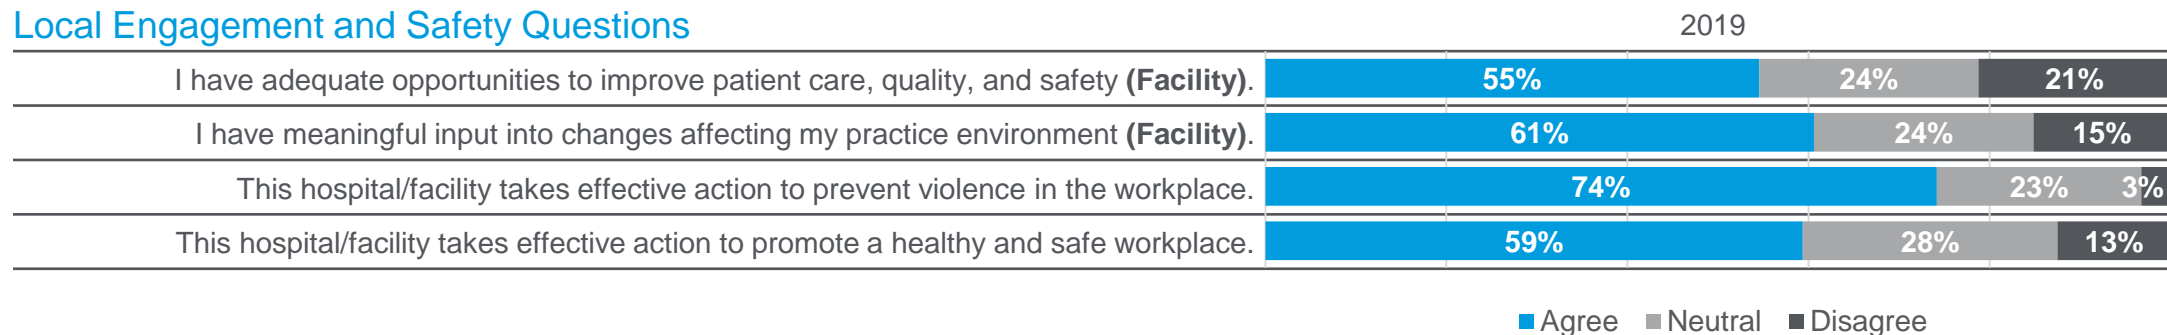 Local Engagement and Safety Questions 2019
I have adequate opportunities to improve patient care, quality, and safety (Facility). 55% 24% 21%
I have meaningful input into changes affecting my practice environment (Facility). 61% 24% 15%
This hospital/facility takes effective action to prevent violence in the workplace. 74% 23% 3%
This hospital/facility takes effective action to promote a healthy and safe workplace. 59% 28% 13%
Agree Neutral Disagree